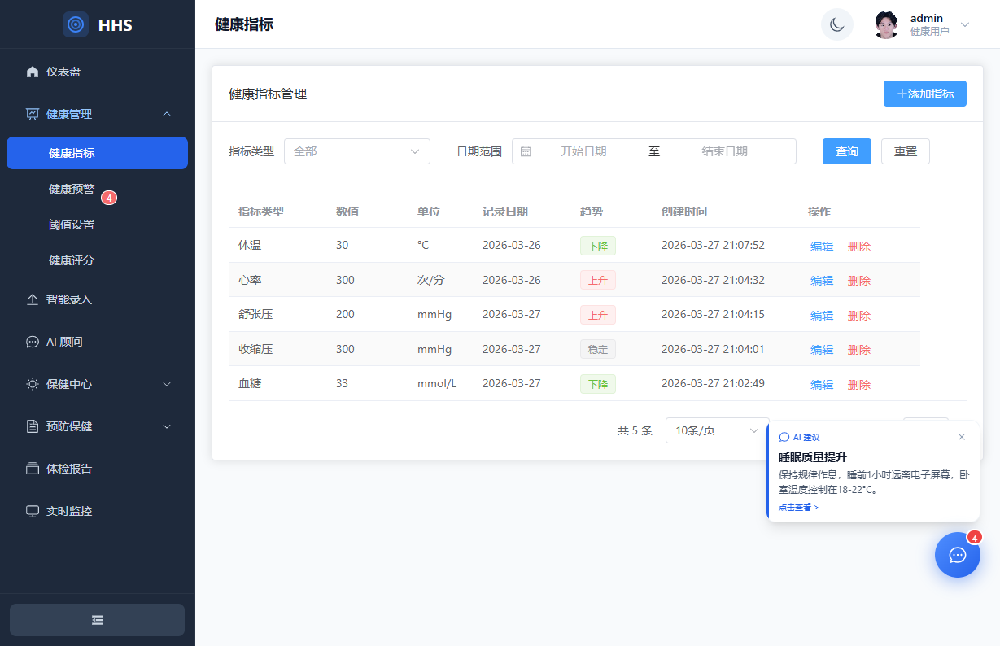 HHS
健康指标
admin
健康用户
仪表盘
健康管理
健康指标
健康预警
4
阈值设置
健康评分
智能录入
AI 顾问
保健中心
预防保健
体检报告
实时监控
健康指标管理
添加指标
指标类型 全部 日期范围 开始日期 至 结束日期 查询 重置
指标类型 数值 单位 记录日期 趋势 创建时间 操作
体温 30 °C 2026-03-26 下降 2026-03-27 21:07:52 编辑 删除
心率 300 次/分 2026-03-26 上升 2026-03-27 21:04:32 编辑 删除
舒张压 200 mmHg 2026-03-27 上升 2026-03-27 21:04:15 编辑 删除
收缩压 300 mmHg 2026-03-27 稳定 2026-03-27 21:04:01 编辑 删除
血糖 33 mmol/L 2026-03-27 下降 2026-03-27 21:02:49 编辑 删除
共 5 条 10条/页
AI 建议
睡眠质量提升
保持规律作息，睡前1小时远离电子屏幕，卧
室温度控制在18-22°C。
点击查看 >
4